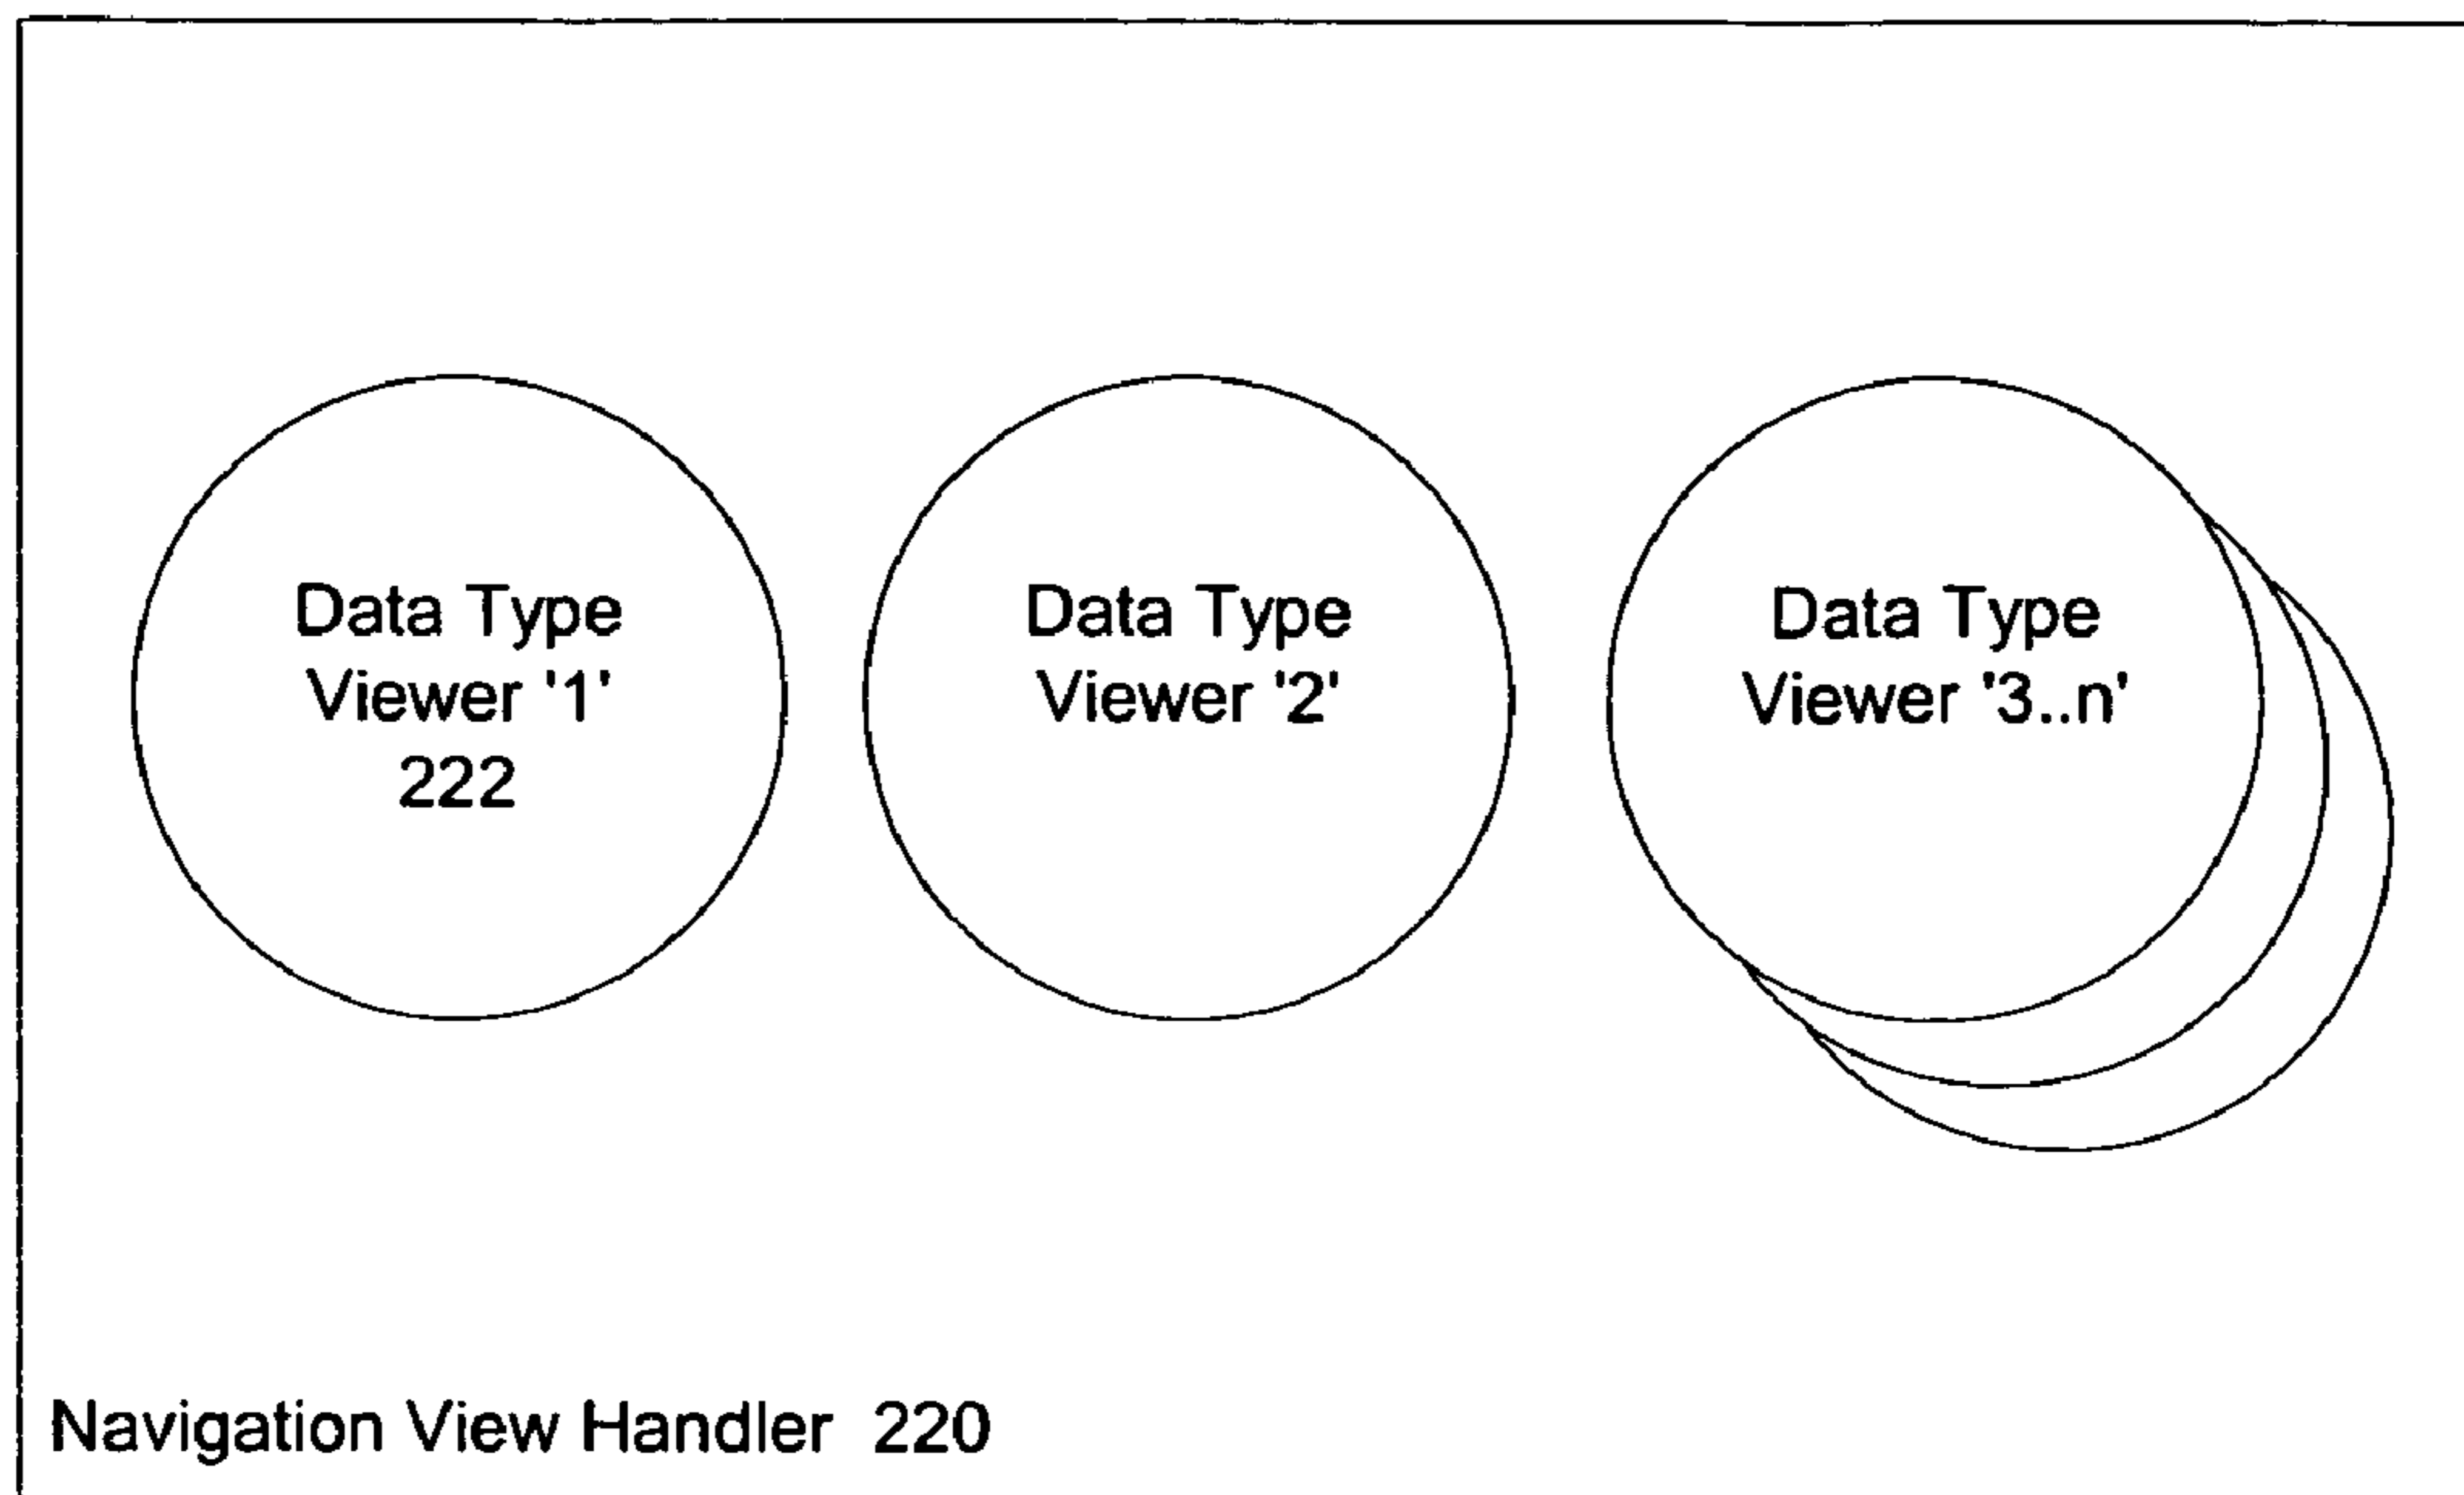 Data Type
Viewer '1'
222
Data Type
Viewer '2'
Data Type
Viewer '3..n'
Navigation View Handler 220